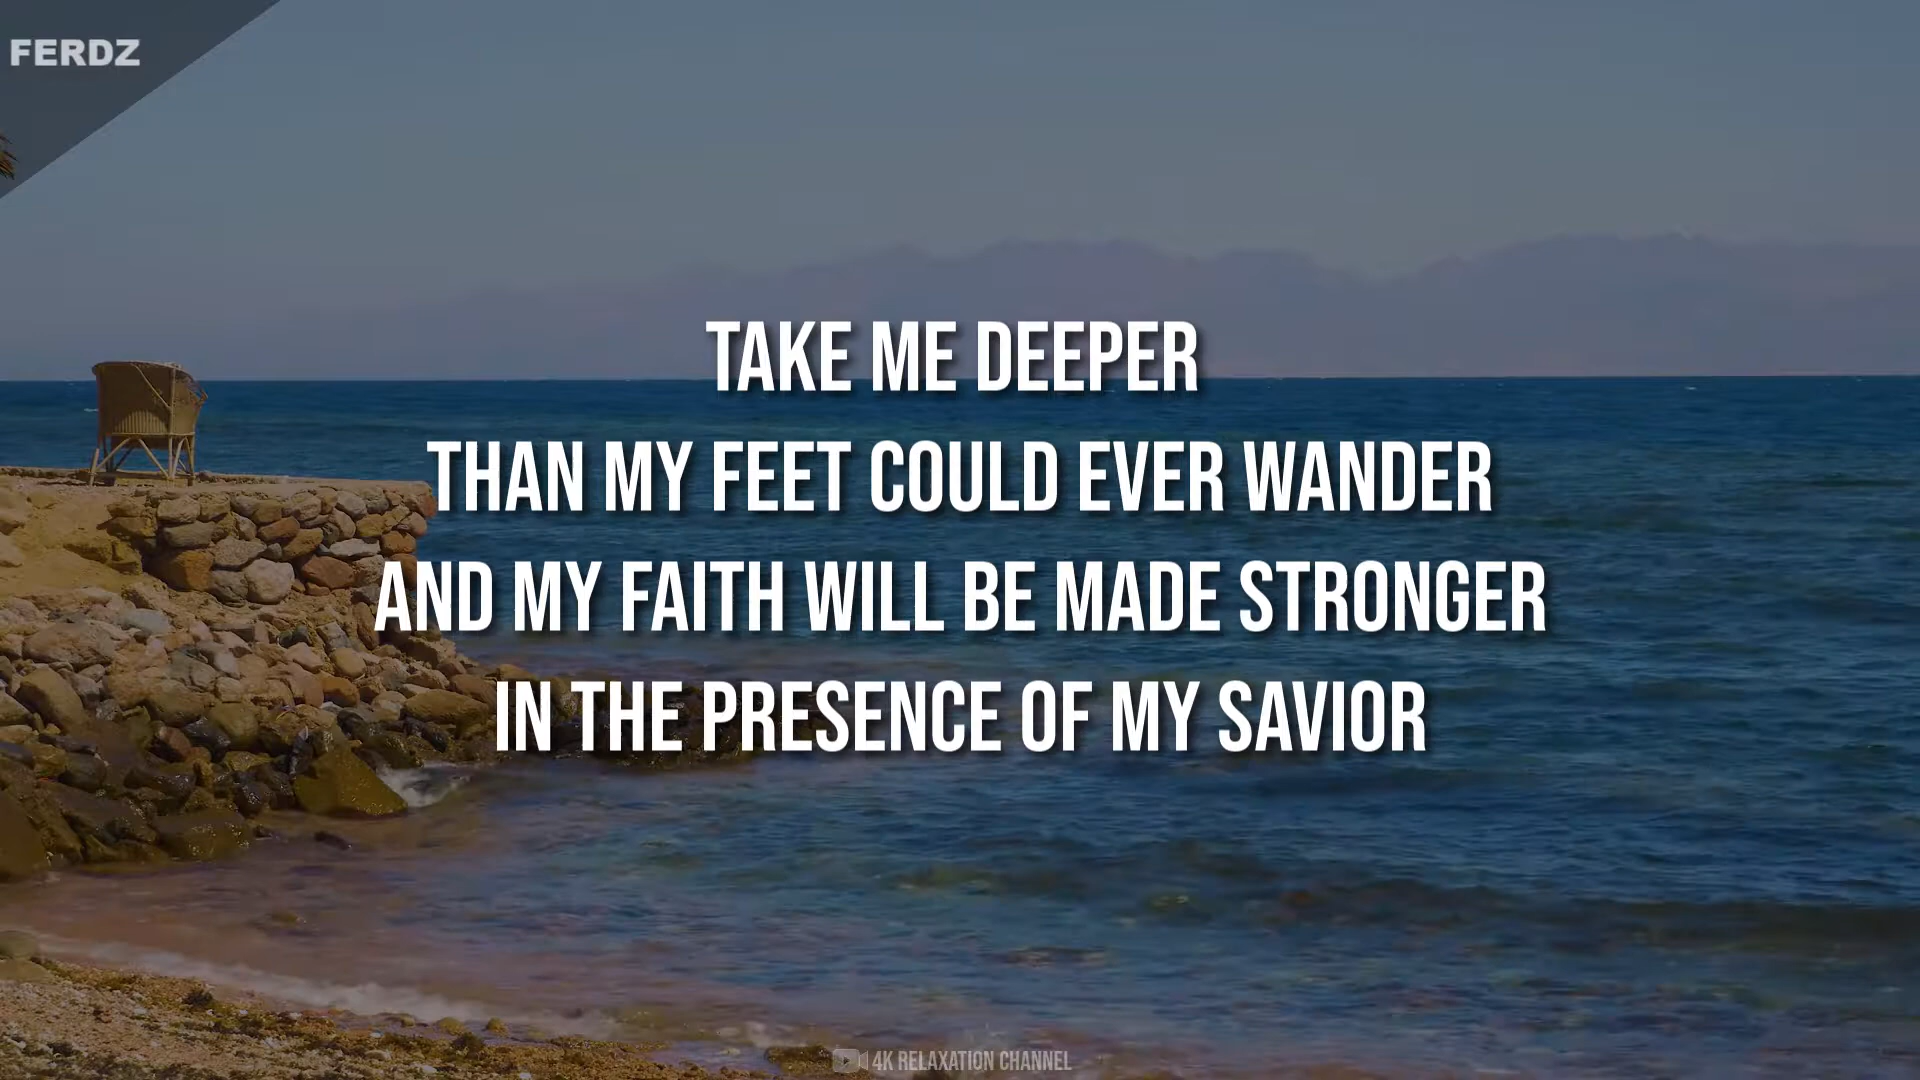 FERDZ
TAKE ME DEEPER
THAN MY FEET COULD EVER WANDER
AND MY FAITH WILL BE MADE STRONGER
IN THE PRESENCE OF MY SAVIOR
4K RELAXATION CHANNEL